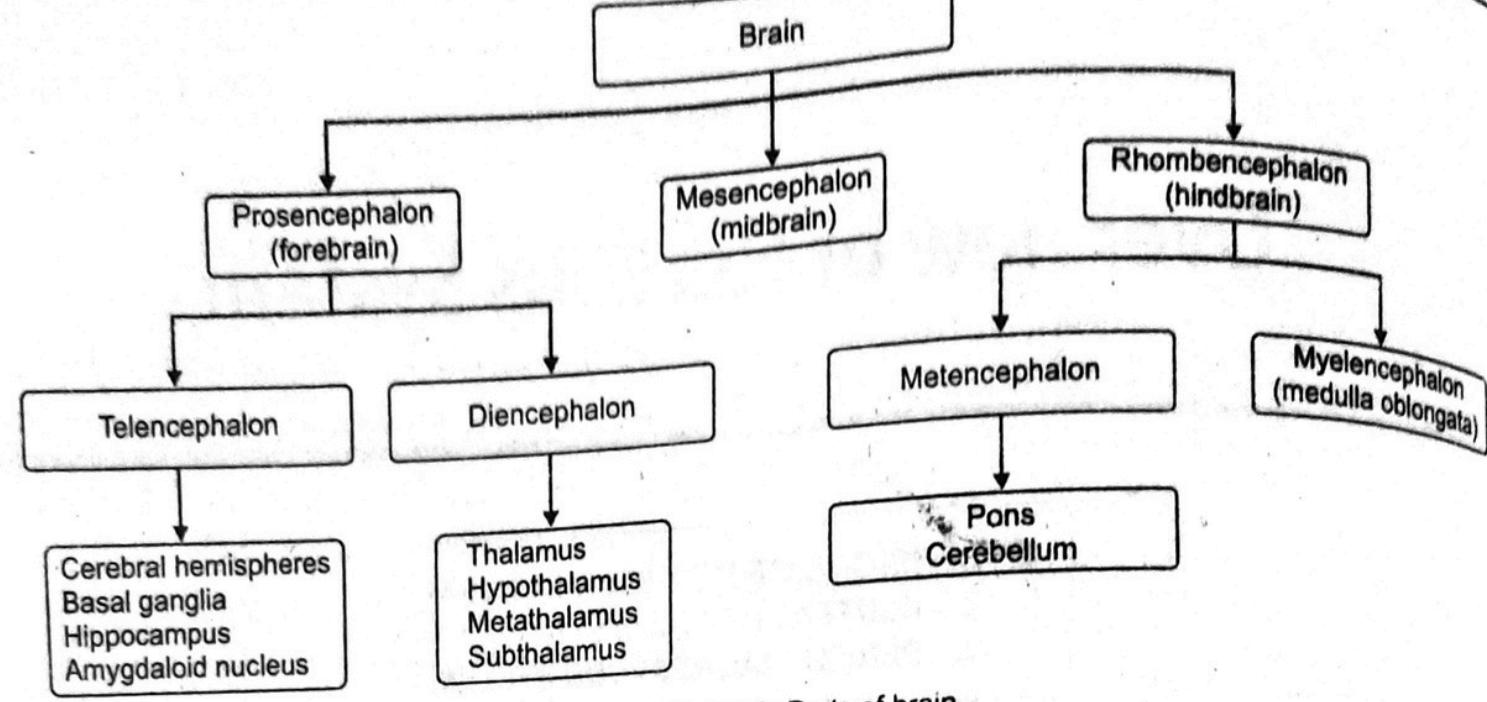 Brain
Prosencephalon
(forebrain)
Mesencephalon
(midbrain)
Rhombencephalon
(hindbrain)
Telencephalon
Diencephalon
Metencephalon
Myelencephalon
(medulla oblongata)
Cerebral hemispheres
Basal ganglia
Hippocampus
Amygdaloid nucleus
Thalamus
Hypothalamus
Metathalamus
Subthalamus
Pons
Cerebellum
of brain